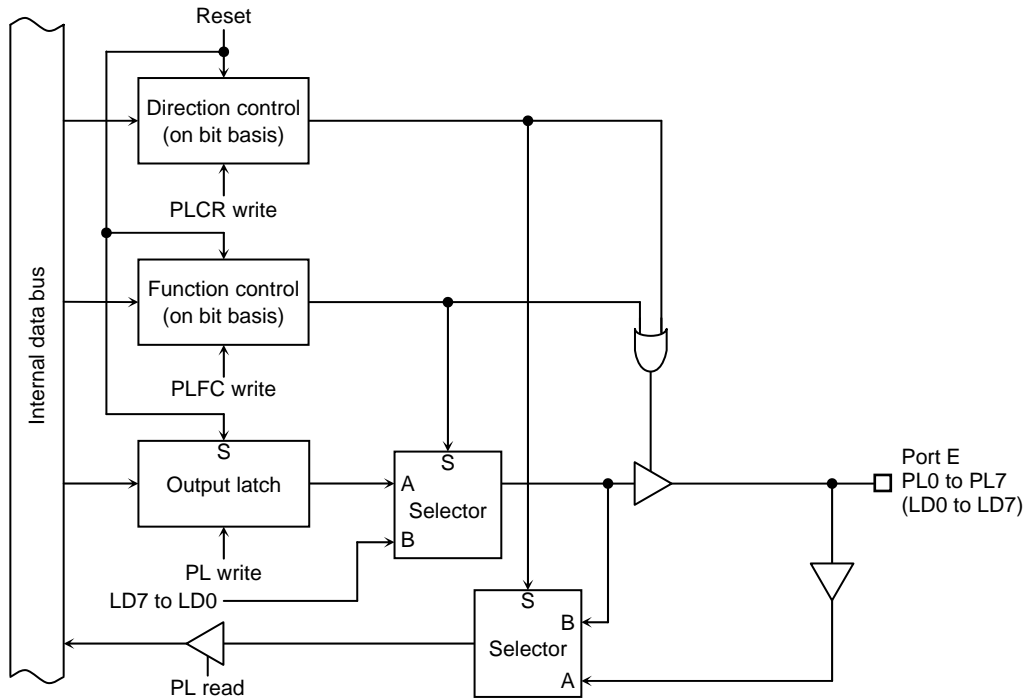 Reset
Internal data bus
Direction control
(on bit basis)
PLCR write
Function control
(on bit basis)
PLFC write
S
Output latch
PL write
LD7 to LD0
S
A
Selector
B
Port E
PL0 to PL7
(LD0 to LD7)
S
B
Selector
A
PL read